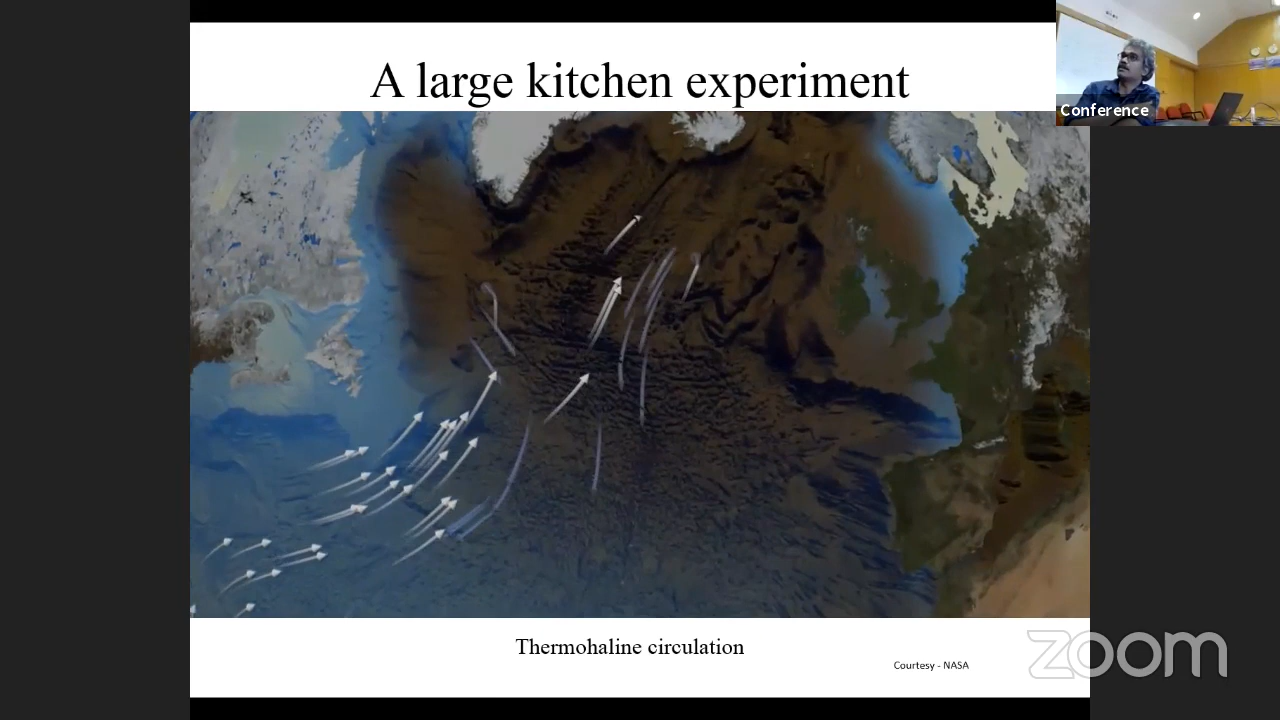 A large kitchen experiment
Conference
Thermohaline circulation
Courtesy - NASA
zoom